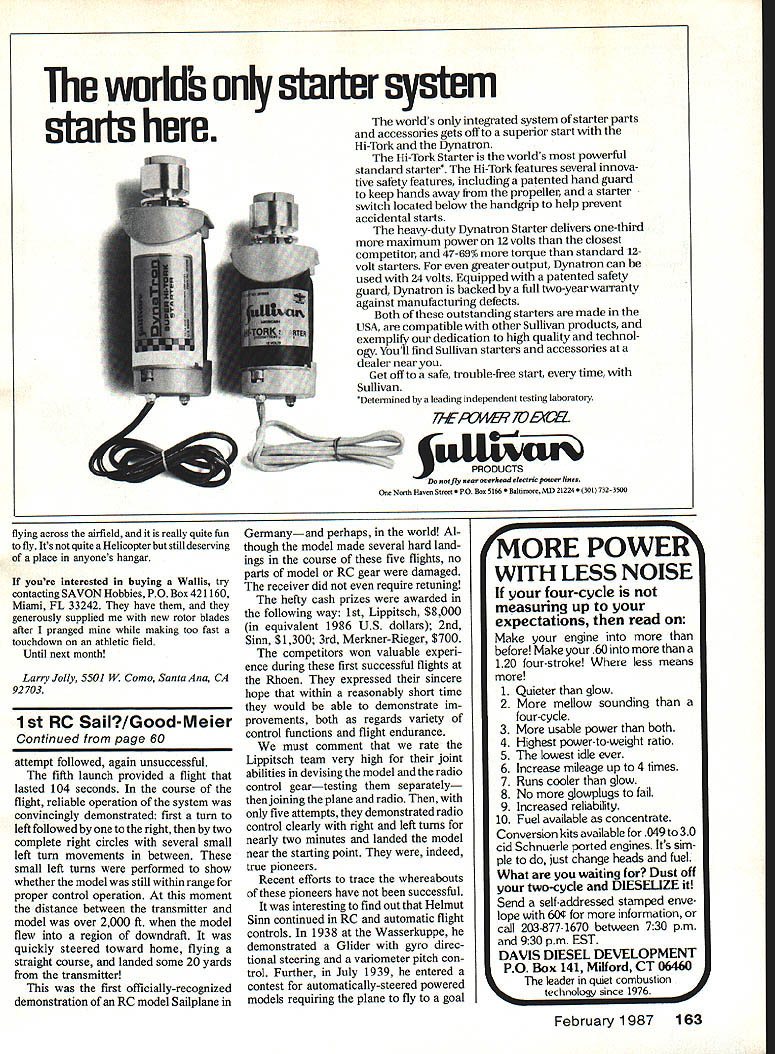 The world's only starter system
starts here.
The world's only integrated system of starter parts
and accessories gets off to a superior start with the
Hi-Tork and the Dynatron.
The Hi-Tork Starter is the world's most powerful
standard starter*. The Hi-Tork features several innova-
tive safety features, including a patented hand guard
to keep hands away from the propeller, and a starter
switch located below the handgrip to help prevent
accidental starts.
The heavy-duty Dynatron Starter delivers one-third
more maximum power on 12 volts than the closest
competitor, and 47-69% more torque than standard 12-
volt starters. For even greater output, Dynatron can be
used with 24 volts. Equipped with a patented safety
guard, Dynatron is backed by a full two-year warranty
against manufacturing defects.
Both of these outstanding starters are made in the
USA, are compatible with other Sullivan products, and
exemplify our dedication to high quality and technol-
ogy. You'll find Sullivan starters and accessories at a
dealer near you.
Get off to a safe, trouble-free start, every time, with
Sullivan.
*Determined by a leading independent testing laboratory.
Sullivan
DynaTron
SUPER HI-TORK
STARTER
Sullivan
HI-TORK
THE POWER TO EXCEL
Sullivan
PRODUCTS
Do not fly near overhead electric power lines.
One North Haven Street • P.O. Box 5166 • Baltimore, MD 21224 • (301) 732-3500
flying across the airfield, and it is really quite fun
to fly. It's not quite a Helicopter but still deserving
of a place in anyone's hangar.
If you're interested in buying a Wallis, try
contacting SAVON Hobbies, P.O. Box 421160,
Miami, FL 33242. They have them, and they
generously supplied me with new rotor blades
after I pranged mine while making too fast a
touchdown on an athletic field.
Until next month!
Larry Jolly, 5501 W. Como, Santa Ana, CA
92703.
1st RC Sail?/Good-Meier
Continued from page 60
attempt followed, again unsuccessful.
The fifth launch provided a flight that
lasted 104 seconds. In the course of the
flight, reliable operation of the system was
convincingly demonstrated: first a turn to
left followed by one to the right, then by two
complete right circles with several small
left turn movements in between. These
small left turns were performed to show
whether the model was still within range for
proper control operation. At this moment
the distance between the transmitter and
model was over 2,000 ft. when the model
flew into a region of downdraft. It was
quickly steered toward home, flying a
straight course, and landed some 20 yards
from the transmitter!
This was the first officially-recognized
demonstration of an RC model Sailplane in
Germany—and perhaps, in the world! Al-
though the model made several hard land-
ings in the course of these five flights, no
parts of model or RC gear were damaged.
The receiver did not even require retuning!
The hefty cash prizes were awarded in
the following way: 1st, Lippitsch, $8,000
(in equivalent 1986 U.S. dollars); 2nd,
Sinn, $1,300; 3rd, Merkner-Rieger, $700.
The competitors won valuable experi-
ence during these first successful flights at
the Rhoen. They expressed their sincere
hope that within a reasonably short time
they would be able to demonstrate im-
provements, both as regards variety of
control functions and flight endurance.
We must comment that we rate the
Lippitsch team very high for their joint
abilities in devising the model and the radio
control gear—testing them separately—
then joining the plane and radio. Then, with
only five attempts, they demonstrated radio
control clearly with right and left turns for
nearly two minutes and landed the model
near the starting point. They were, indeed,
true pioneers.
Recent efforts to trace the whereabouts
of these pioneers have not been successful.
It was interesting to find out that Helmut
Sinn continued in RC and automatic flight
controls. In 1938 at the Wasserkuppe, he
demonstrated a Glider with gyro direc-
tional steering and a variometer pitch con-
trol. Further, in July 1939, he entered a
contest for automatically-steered powered
models requiring the plane to fly to a goal
MORE POWER
WITH LESS NOISE
If your four-cycle is not
measuring up to your
expectations, then read on:
Make your engine into more than
before! Make your .60 into more than a
1.20 four-stroke! Where less means
more!
1. Quieter than glow.
2. More mellow sounding than a
four-cycle.
3. More usable power than both.
4. Highest power-to-weight ratio.
5. The lowest idle ever.
6. Increase mileage up to 4 times.
7. Runs cooler than glow.
8. No more glowplugs to fail.
9. Increased reliability.
10. Fuel available as concentrate.
Conversion kits available for .049 to 3.0
cid Schnuerle ported engines. It's sim-
ple to do, just change heads and fuel.
What are you waiting for? Dust off
your two-cycle and DIESELIZE it!
Send a self-addressed stamped enve-
lope with 60¢ for more information, or
call 203-877-1670 between 7:30 p.m.
and 9:30 p.m. EST.
DAVIS DIESEL DEVELOPMENT
P.O. Box 141, Milford, CT 06460
The leader in quiet combustion
technology since 1976.
February 1987 163